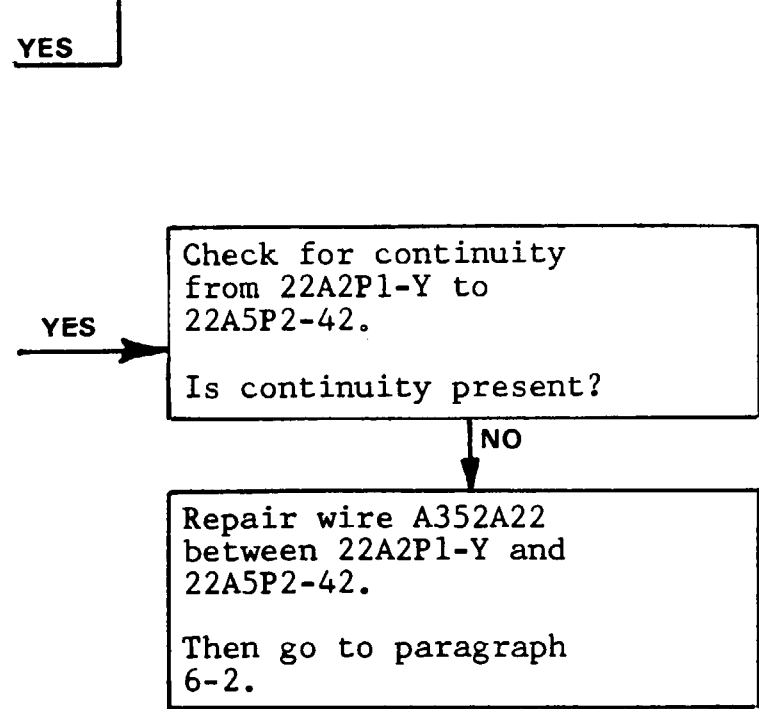 YES
Check for continuity
from 22A2P1-Y to
22A5P2-42.
YES
Is continuity present?
NO
Repair wire A352A22
between 22A2P1-Y and
22A5P2-42.
Then go to paragraph
6-2.